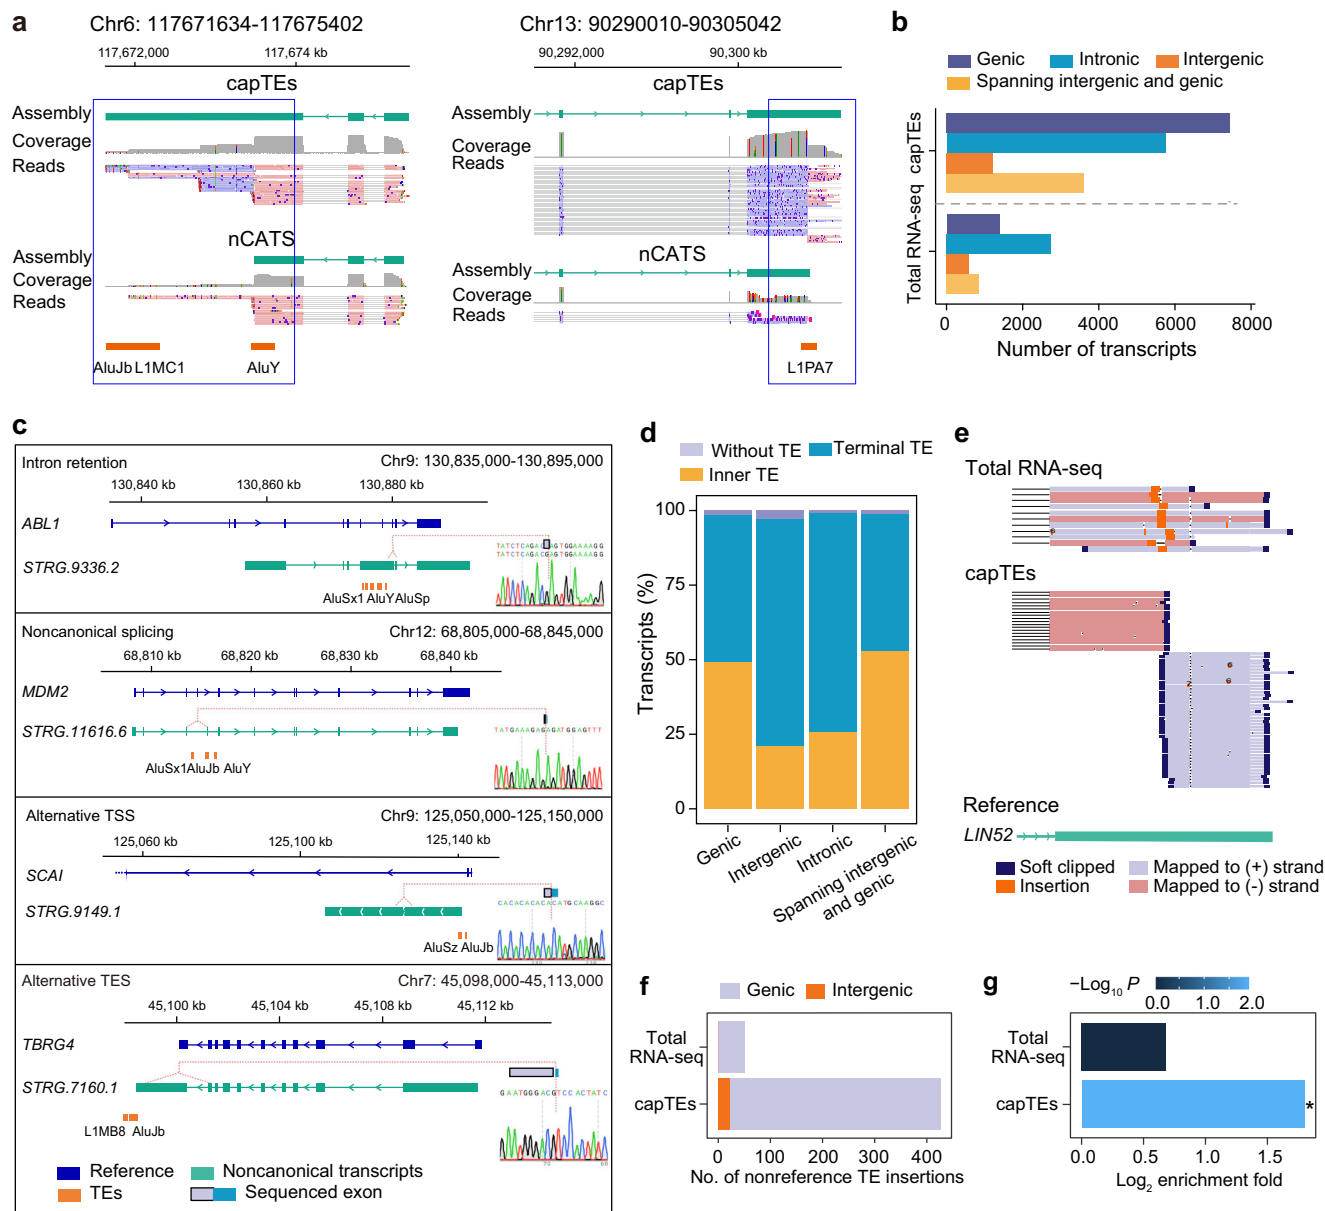 a
Chr6: 117671634-117675402
117,672,000
117,674 kb
capTEs
Assembly
Coverage
Reads
nCATS
Assembly
Coverage
Reads
AluJb L1MC1
AluY
Chr13: 90290010-90305042
90,292,000
90,300 kb
capTEs
Assembly
Coverage
Reads
nCATS
Assembly
Coverage
Reads
L1PA7
b
Genic
Intronic
Intergenic
Spanning intergenic and genic
capTEs
Total RNA-seq
0
2000
4000
6000
8000
Number of transcripts
c
Intron retention
Chr9: 130,835,000-130,895,000
130,840 kb
130,860 kb
130,880 kb
ABL1
STRG.9336.2
AluSx1 AluY AluSp
TATCTCAGACGAGTGGAAAAGG
TATCTCAGACGAGTGGAAAAGG
Noncanonical splicing
Chr12: 68,805,000-68,845,000
68,810 kb
68,820 kb
68,830 kb
68,840 kb
MDM2
STRG.11616.6
AluSx1 AluJb AluY
TATGAAAGAGAGATGGAGTTT
Alternative TSS
Chr9: 125,050,000-125,150,000
125,060 kb
125,100 kb
125,140 kb
SCAI
STRG.9149.1
AluSz AluJb
CACACACACACATGCAAGGC
Alternative TES
Chr7: 45,098,000-45,113,000
45,100 kb
45,104 kb
45,108 kb
45,112 kb
TBRG4
STRG.7160.1
L1MB8 AluJb
GAATGGGACGTCCACTATC
Reference
Noncanonical transcripts
TEs
Sequenced exon
d
Without TE
Terminal TE
Inner TE
Transcripts (%)
100
75
50
25
0
Genic
Intergenic
Intronic
Spanning intergenic and genic
e
Total RNA-seq
capTEs
Reference
LIN52
Soft clipped
Mapped to (+) strand
Insertion
Mapped to (-) strand
f
Genic
Intergenic
Total RNA-seq
capTEs
0
100
200
300
400
No. of nonreference TE insertions
g
−Log10 P
0.0
1.0
2.0
Total RNA-seq
capTEs
*
0.0
0.5
1.0
1.5
Log2 enrichment fold